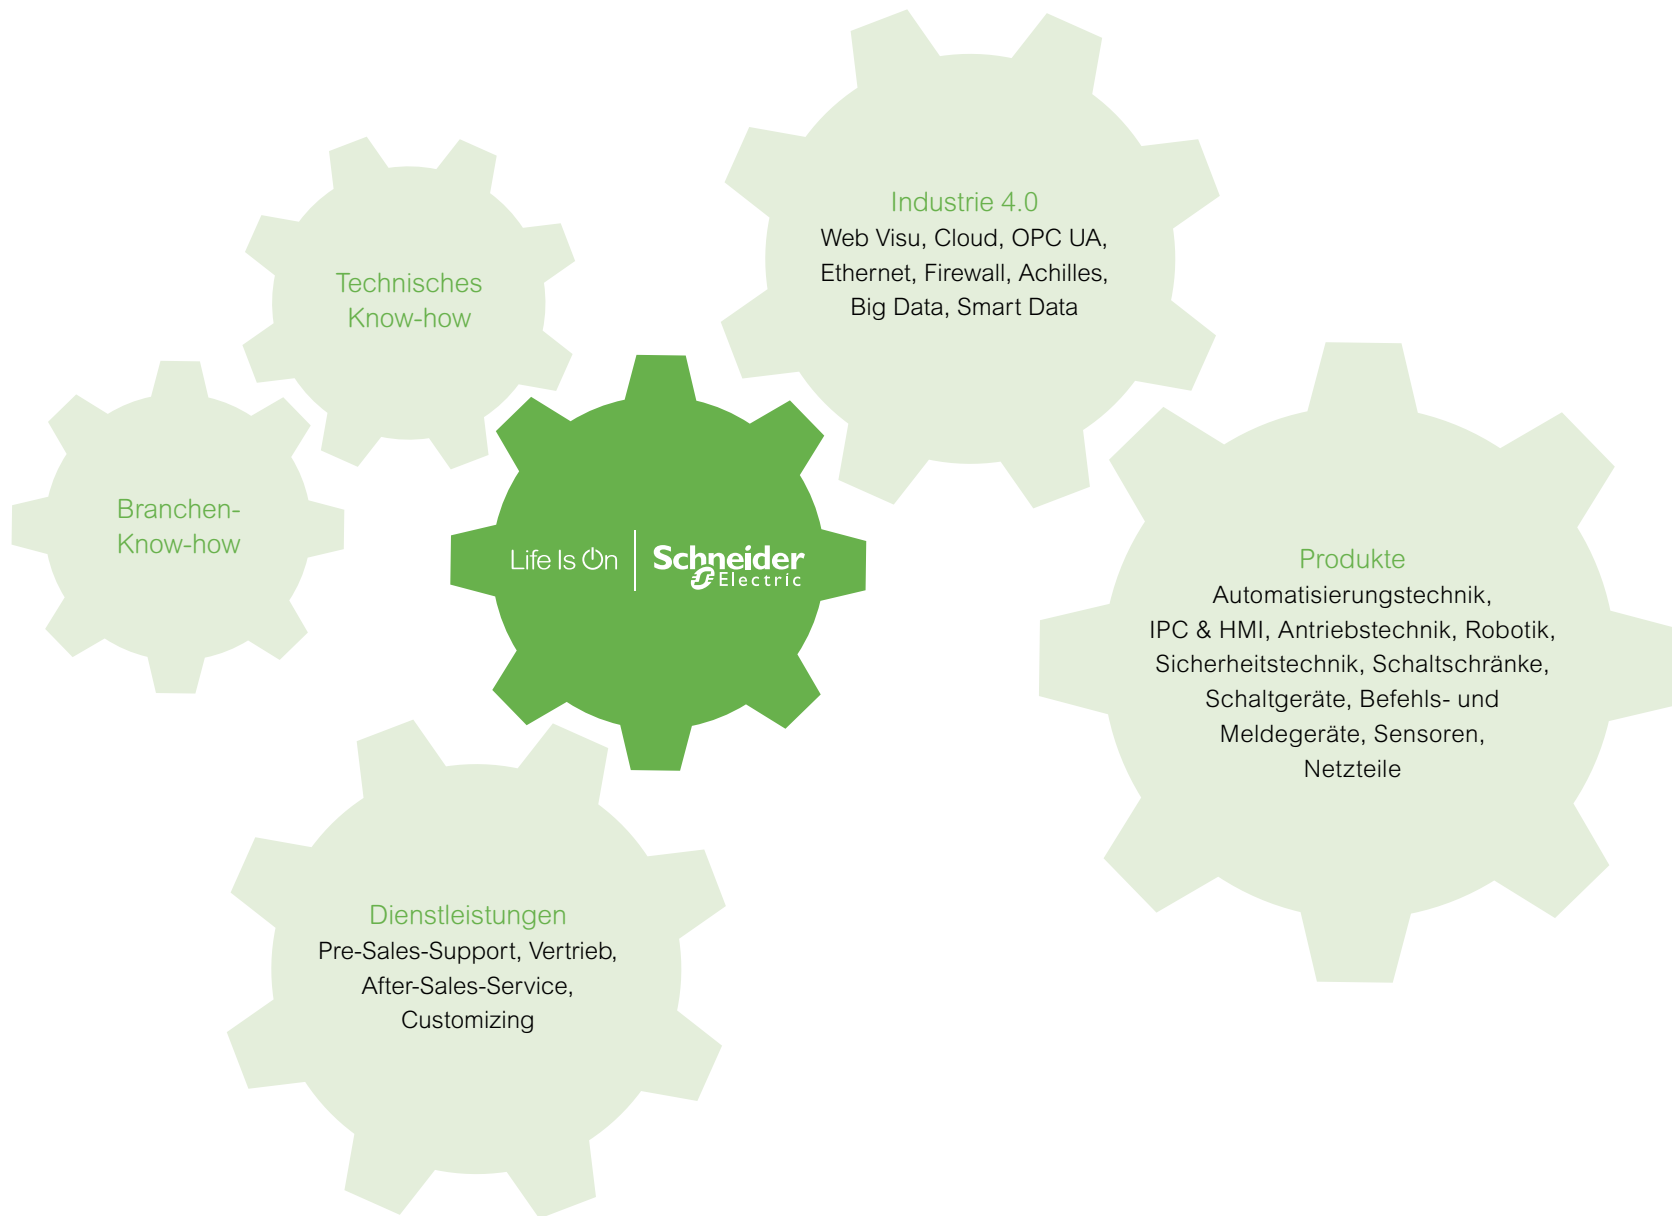 Industrie 4.0
Web Visu, Cloud, OPC UA,
Ethernet, Firewall, Achilles,
Big Data, Smart Data
Technisches
Know-how
Branchen-
Know-how
Life Is On
Schneider
Electric
Produkte
Automatisierungstechnik,
IPC & HMI, Antriebstechnik, Robotik,
Sicherheitstechnik, Schaltschränke,
Schaltgeräte, Befehls- und
Meldegeräte, Sensoren,
Netzteile
Dienstleistungen
Pre-Sales-Support, Vertrieb,
After-Sales-Service,
Customizing